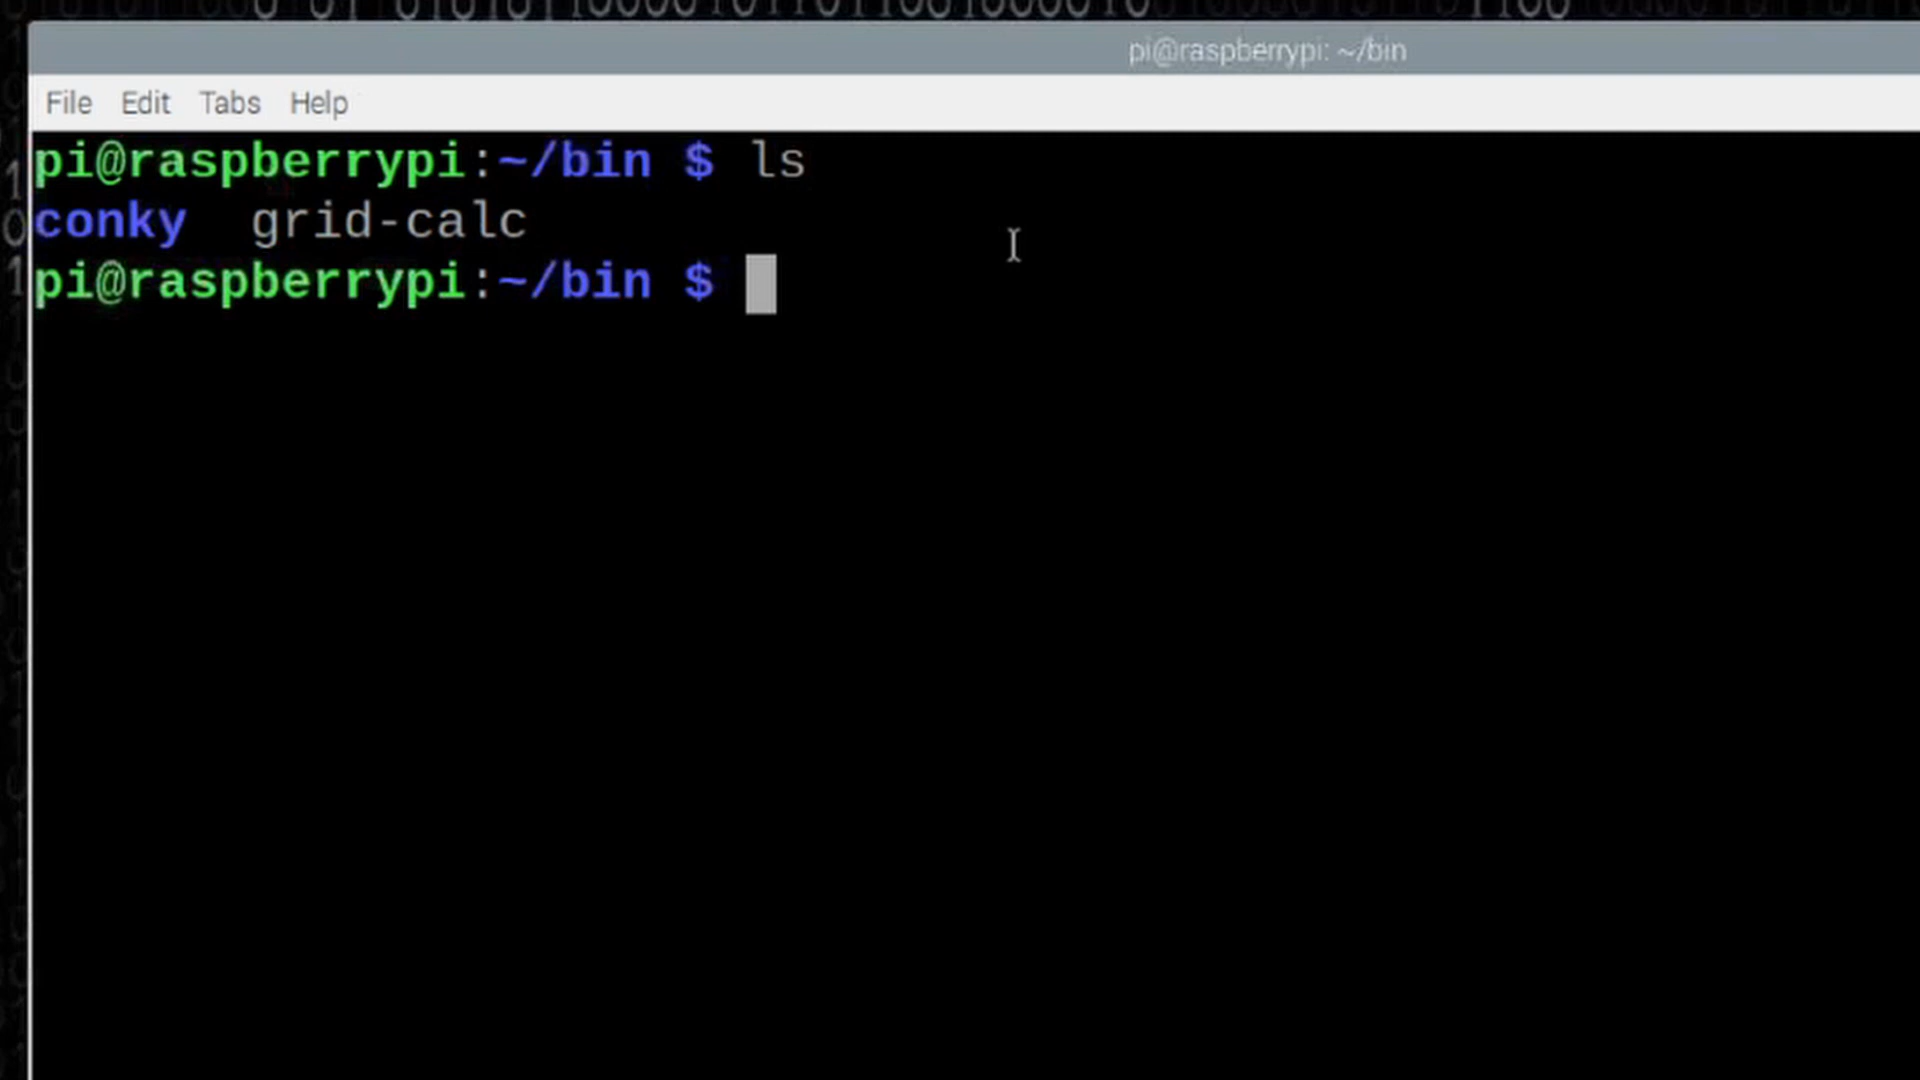 pi@raspberrypi: ~/bin
File Edit Tabs Help
pi@raspberrypi:~/bin $ ls
conky grid-calc
pi@raspberrypi:~/bin $